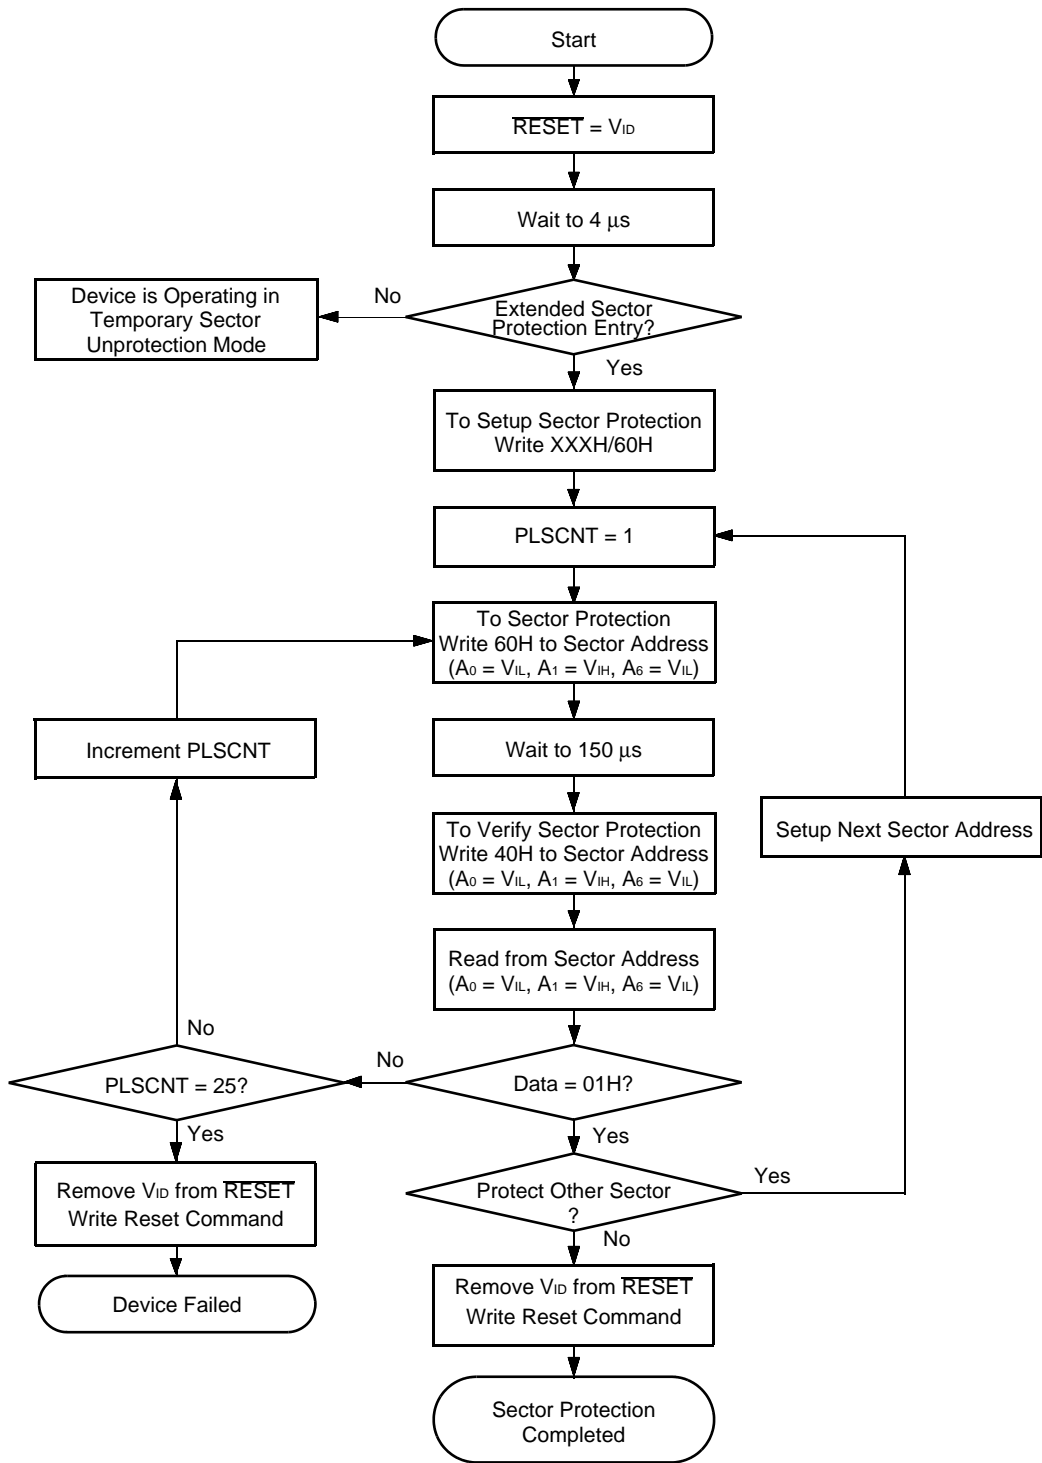 Start
RESET = VID
Wait to 4 µs
Extended Sector
Protection Entry?
No
Device is Operating in
Temporary Sector
Unprotection Mode
Yes
To Setup Sector Protection
Write XXXH/60H
PLSCNT = 1
To Sector Protection
Write 60H to Sector Address
(A0 = VIL, A1 = VIH, A6 = VIL)
Increment PLSCNT
Wait to 150 µs
To Verify Sector Protection
Write 40H to Sector Address
(A0 = VIL, A1 = VIH, A6 = VIL)
Setup Next Sector Address
Read from Sector Address
(A0 = VIL, A1 = VIH, A6 = VIL)
No
No
PLSCNT = 25?
Data = 01H?
Yes
Yes
Remove VID from RESET
Write Reset Command
Protect Other Sector
?
Yes
No
Device Failed
Remove VID from RESET
Write Reset Command
Sector Protection
Completed